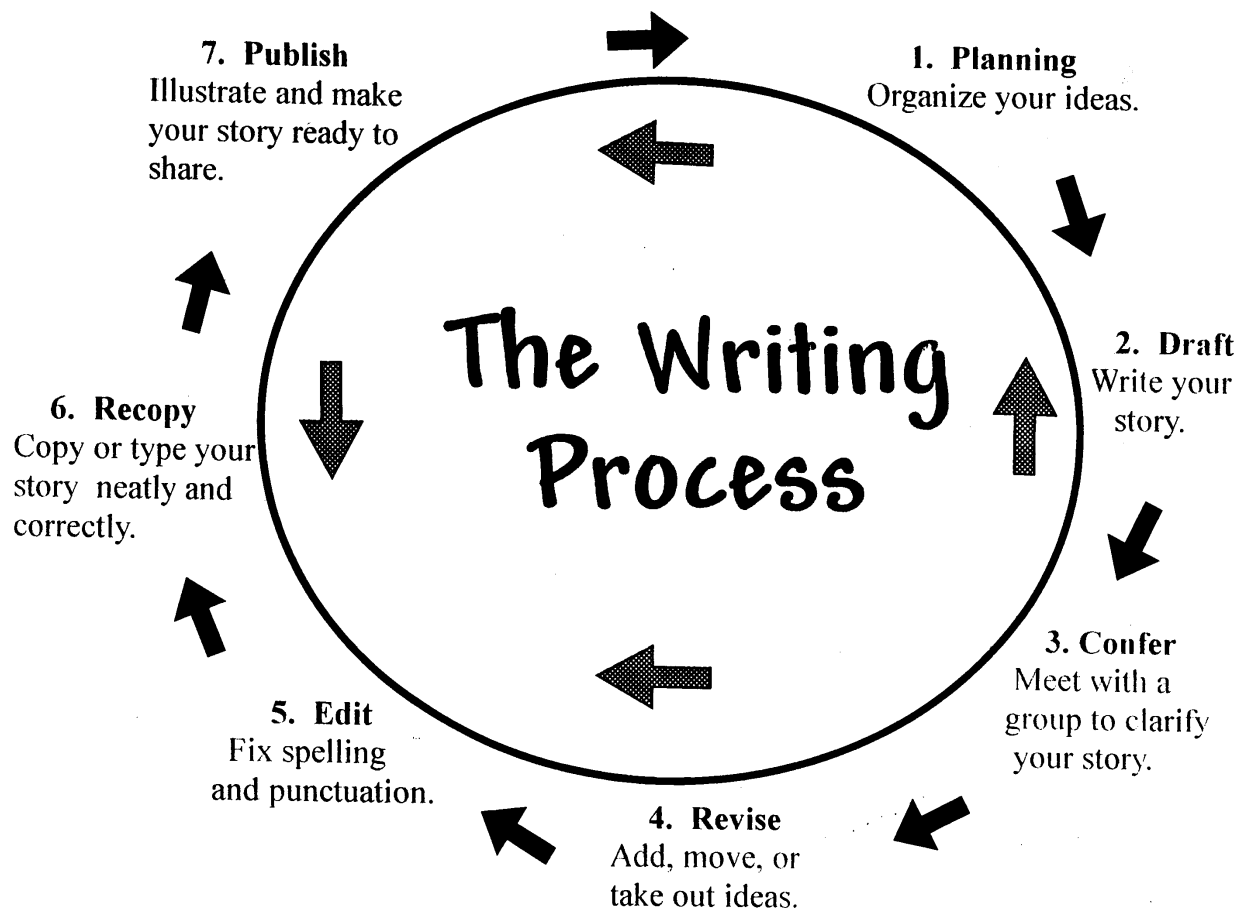 The Writing
Process
1. Planning
Organize your ideas.
2. Draft
Write your
story.
3. Confer
Meet with a
group to clarify
your story.
4. Revise
Add, move, or
take out ideas.
5. Edit
Fix spelling
and punctuation.
6. Recopy
Copy or type your
story neatly and
correctly.
7. Publish
Illustrate and make
your story ready to
share.